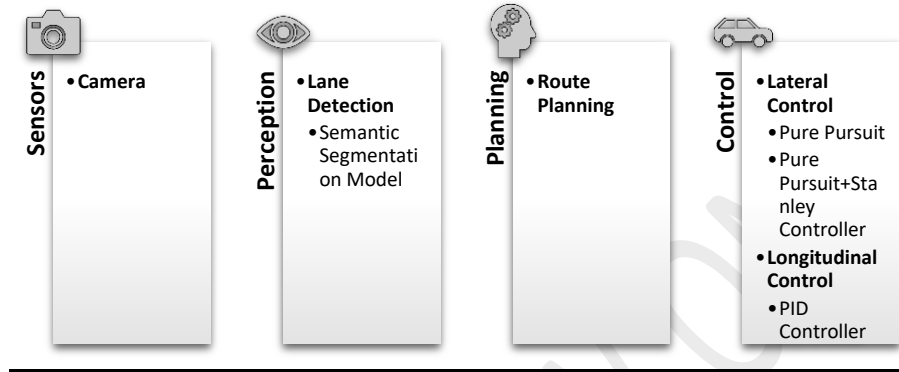 Sensors
•Camera
Perception
•Lane
Detection
•Semantic
Segmentati
on Model
Planning
•Route
Planning
Control
•Lateral
Control
•Pure Pursuit
•Pure
Pursuit+Sta
nley
Controller
•Longitudinal
Control
•PID
Controller